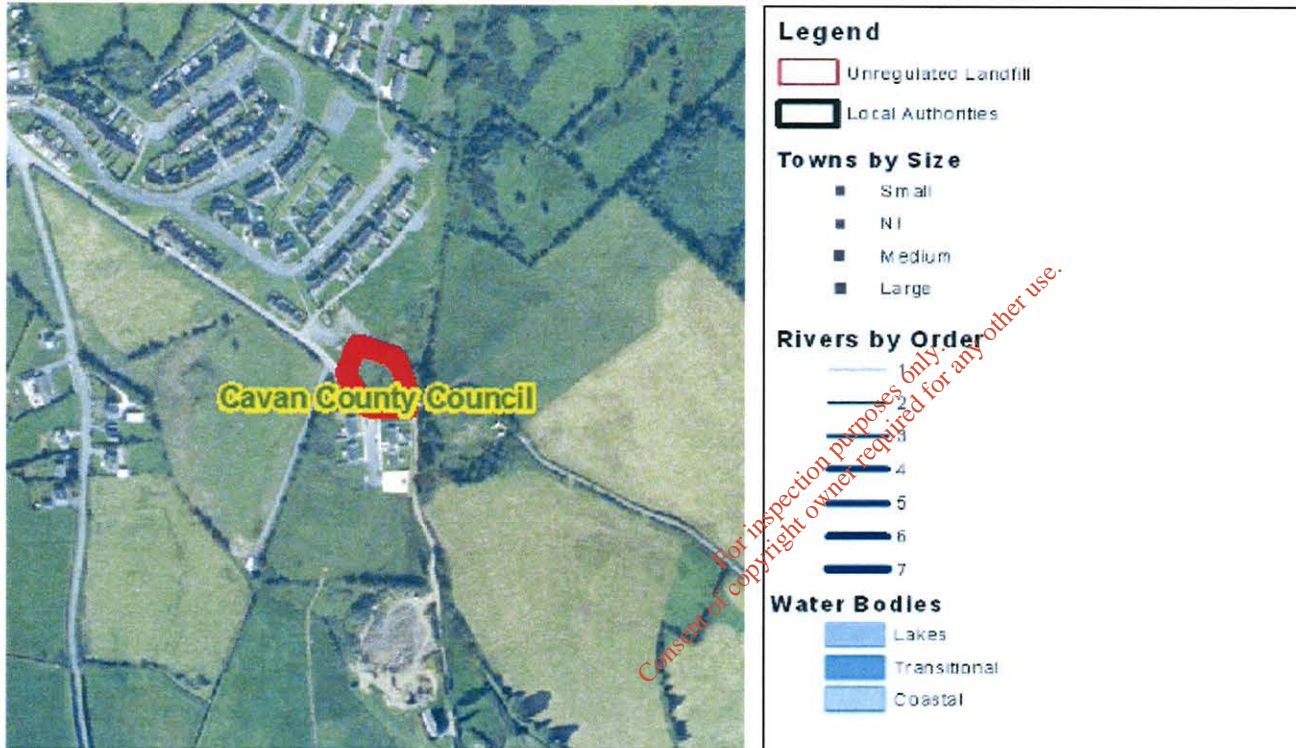 Cavan County Council
Legend
Unregulated Landfill
Local Authorities
Towns by Size
Small
NI
Medium
Large
Rivers by Order
1
2
3
4
5
6
7
Water Bodies
Lakes
Transitional
Coastal
For inspection purposes only.
Consent of copyright owner required for any other use.